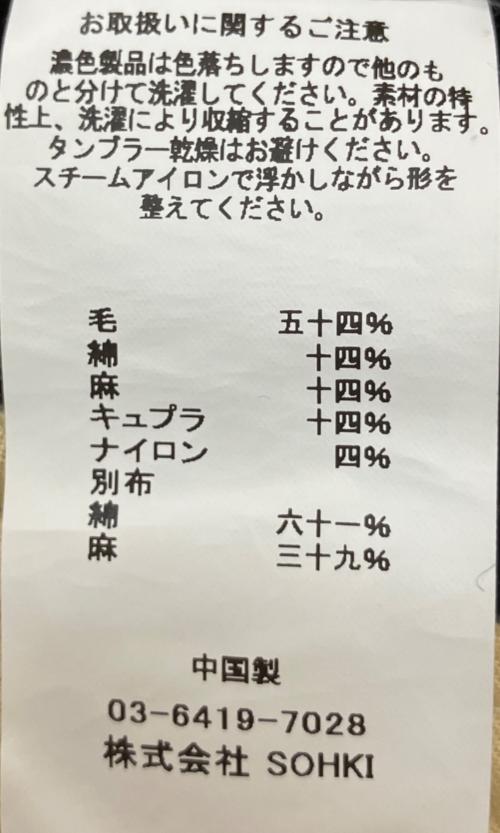 お取扱いに関するご注意
濃色製品は色落ちしますので他のも
のと分けて洗濯してください。素材の特
性上、洗濯により収縮することがあります。
タンブラー乾燥はお避けください。
スチームアイロンで浮かしながら形を
整えてください。
毛 五十四%
綿 十四%
麻 十四%
キュプラ 十四%
ナイロン 四%
別布
綿 六十一%
麻 三十九%
中国製
03-6419-7028
株式会社 SOHKI